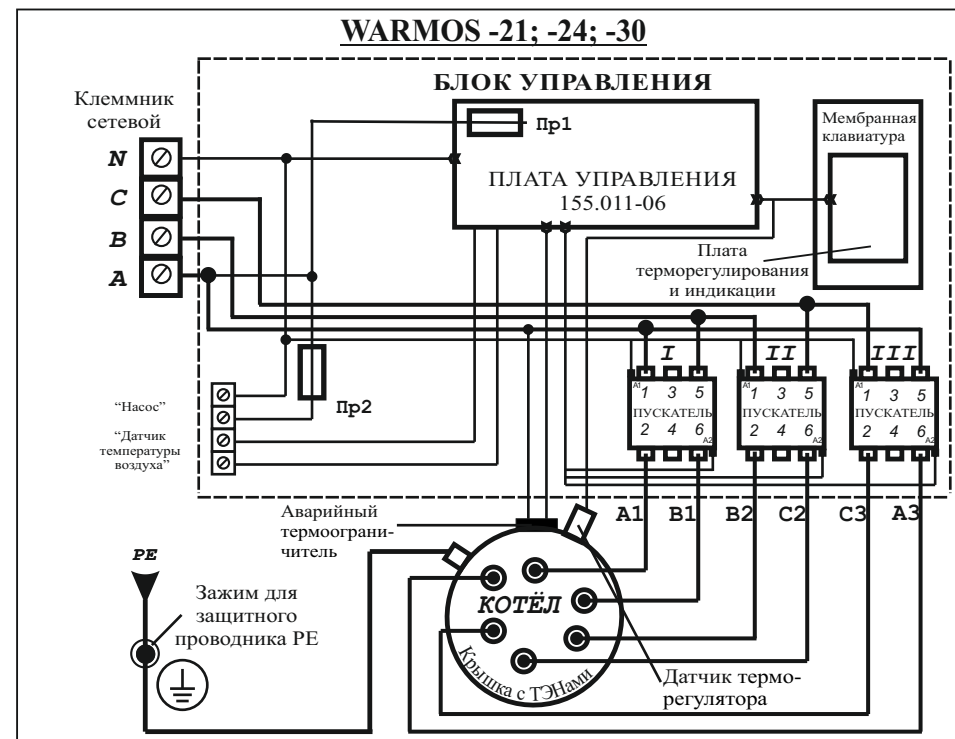 WARMOS -21; -24; -30
БЛОК УПРАВЛЕНИЯ
Клеммник
сетевой
N
C
B
A
Пр1
ПЛАТА УПРАВЛЕНИЯ
155.011-06
Мембранная
клавиатура
Плата
терморегулирования
и индикации
Пр2
“Насос”
“Датчик
температуры
воздуха”
I
II
III
A1
1 3 5
ПУСКАТЕЛЬ
2 4 6
A2
A1
1 3 5
ПУСКАТЕЛЬ
2 4 6
A2
A1
1 3 5
ПУСКАТЕЛЬ
2 4 6
A2
A1 B1 B2 C2 C3 A3
Аварийный
термоограни-
читель
PE
Зажим для
защитного
проводника PE
КОТЁЛ
Крышка с ТЭНами
Датчик термо-
регулятора